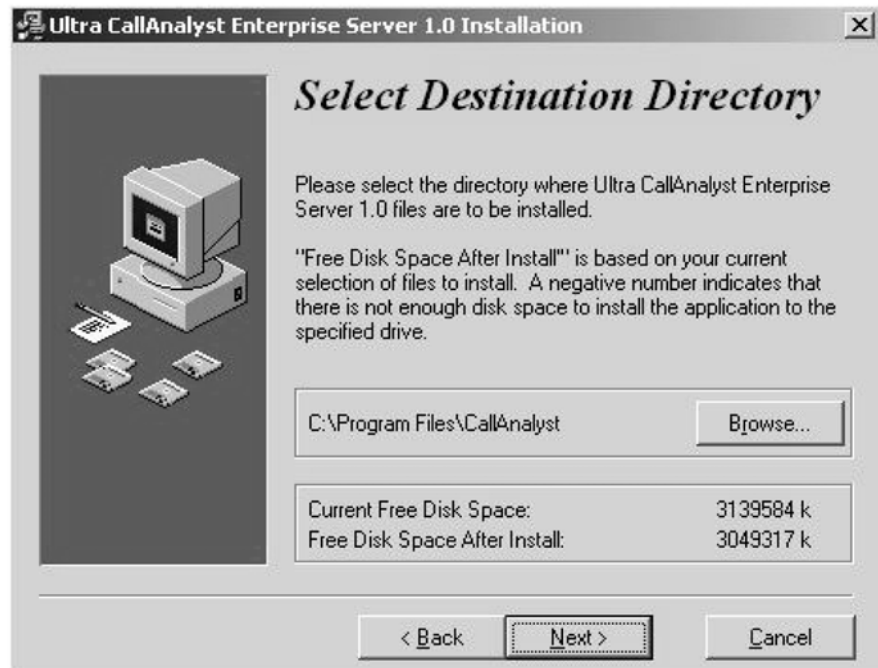 Ultra CallAnalyst Enterprise Server 1.0 Installation
Select Destination Directory
Please select the directory where Ultra CallAnalyst Enterprise
Server 1.0 files are to be installed.
"Free Disk Space After Install"' is based on your current
selection of files to install. A negative number indicates that
there is not enough disk space to install the application to the
specified drive.
C:\Program Files\CallAnalyst Browse...
Current Free Disk Space: 3139584 k
Free Disk Space After Install: 3049317 k
< Back Next > Cancel